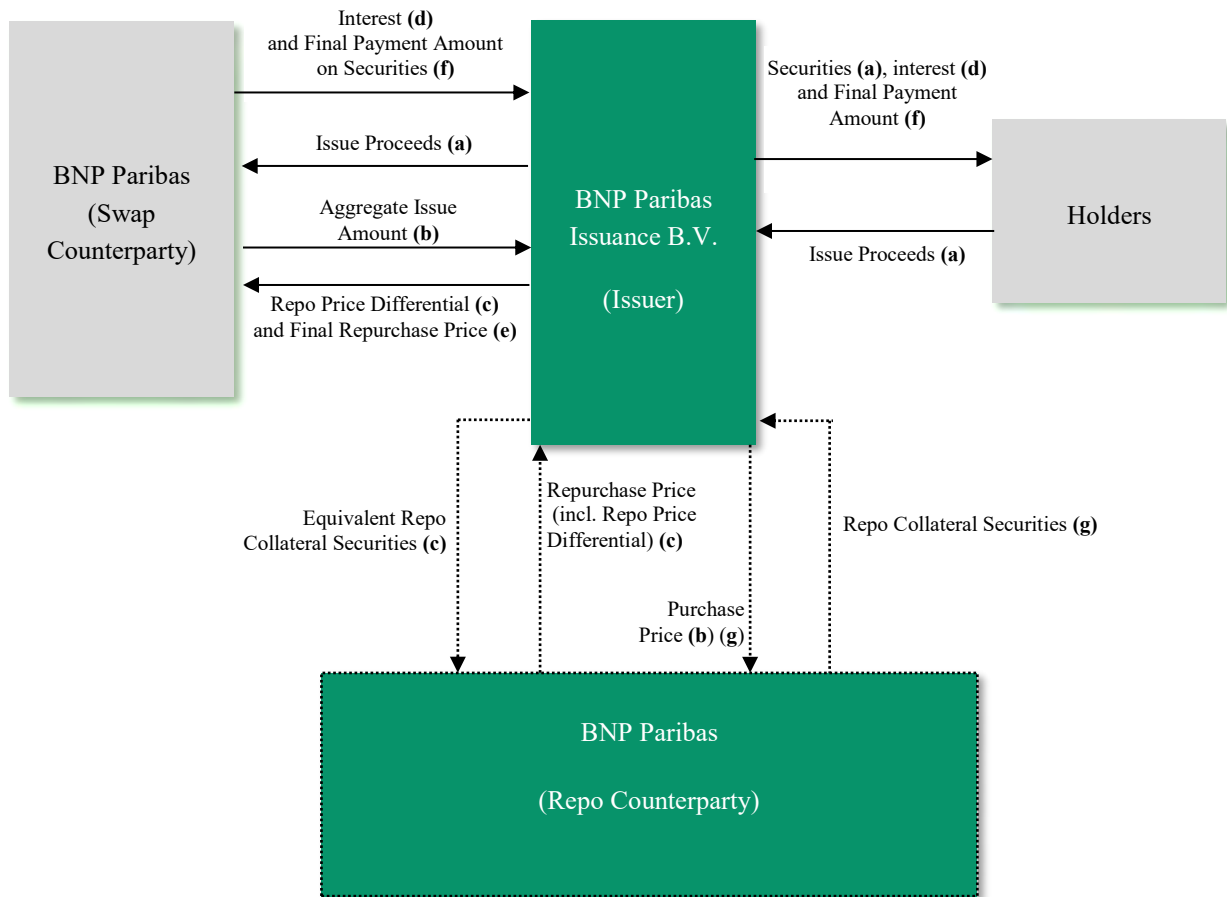 Interest (d)
and Final Payment Amount
on Securities (f)
Issue Proceeds (a)
Aggregate Issue
Amount (b)
Repo Price Differential (c)
and Final Repurchase Price (e)
BNP Paribas
(Swap
Counterparty)
BNP Paribas
Issuance B.V.
(Issuer)
Securities (a), interest (d)
and Final Payment
Amount (f)
Issue Proceeds (a)
Holders
Equivalent Repo
Collateral Securities (c)
Repurchase Price
(incl. Repo Price
Differential) (c)
Purchase
Price (b) (g)
Repo Collateral Securities (g)
BNP Paribas
(Repo Counterparty)